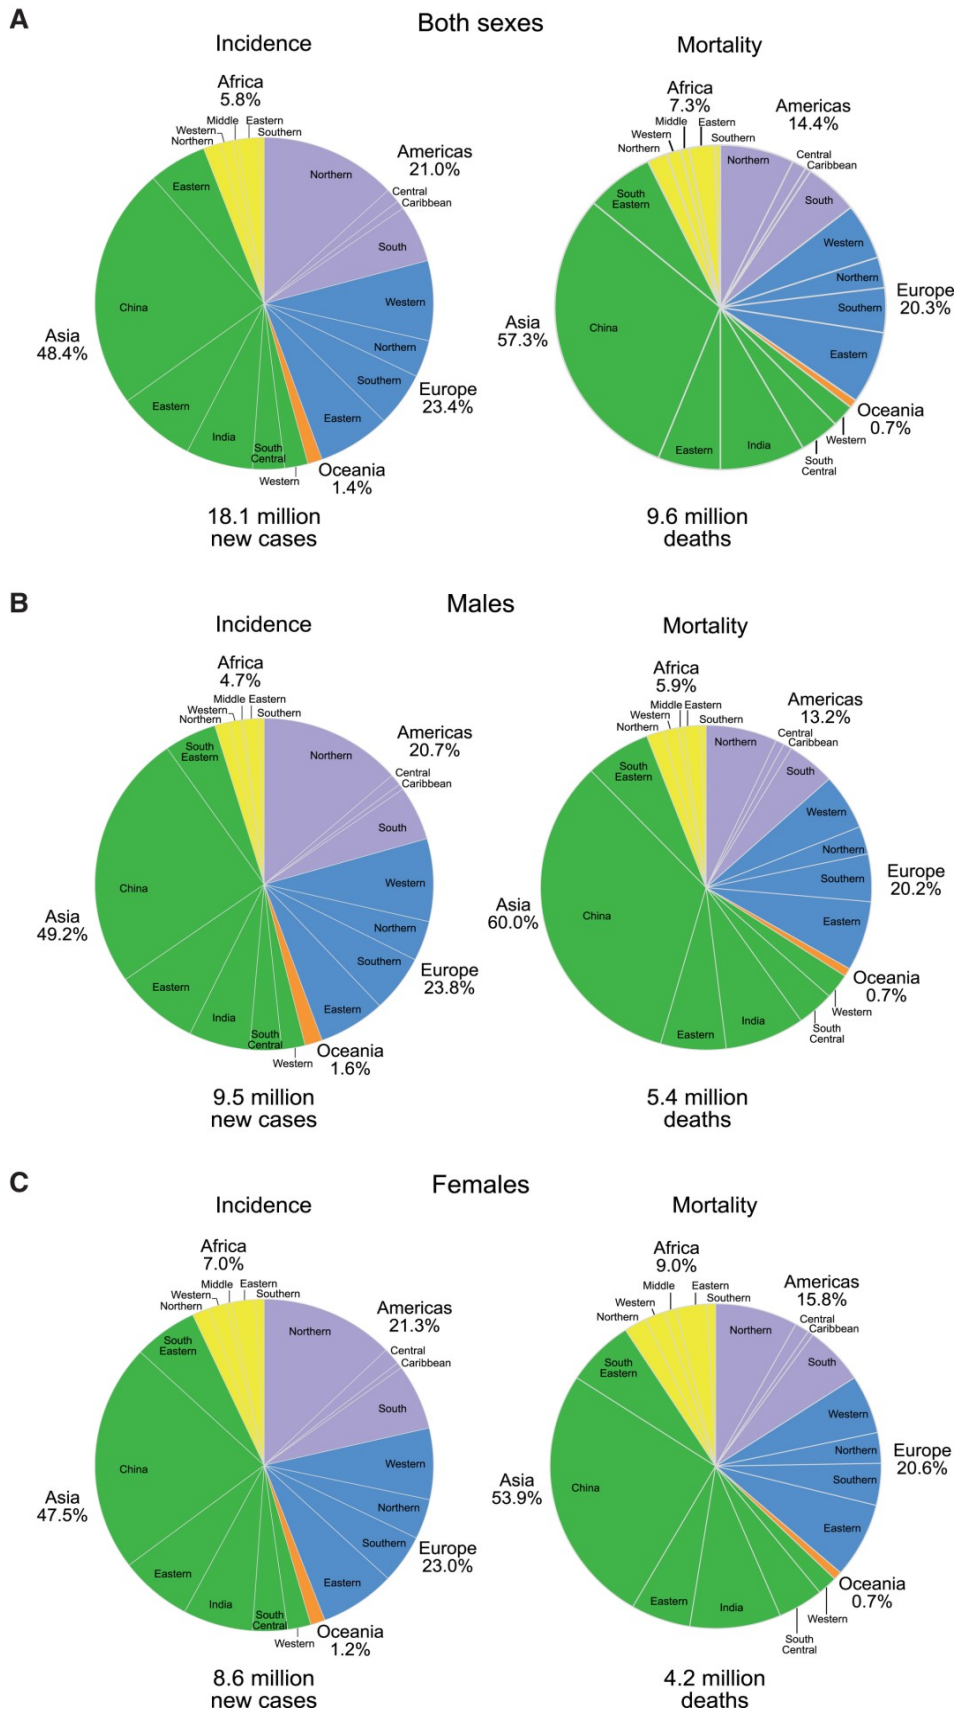 A
Both sexes
Incidence
Africa
5.8%
Middle
Eastern
Western
Northern
Southern
Americas
21.0%
Northern
Central
Caribbean
South
Eastern
Western
China
Northern
Asia
48.4%
Southern
Europe
23.4%
Eastern
Eastern
India
South
Central
Western
Oceania
1.4%
18.1 million
new cases
Mortality
Africa
7.3%
Middle
Eastern
Western
Northern
Southern
Americas
14.4%
Northern
Central
Caribbean
South
South
Eastern
Western
Northern
Europe
20.3%
Southern
Asia
57.3%
China
Eastern
Oceania
0.7%
Western
Eastern
India
South
Central
9.6 million
deaths
B
Males
Incidence
Africa
4.7%
Middle
Eastern
Western
Northern
Southern
Americas
20.7%
Northern
South
Eastern
Central
Caribbean
South
China
Western
Asia
49.2%
Northern
Southern
Europe
23.8%
Eastern
Eastern
India
South
Central
Western
Oceania
1.6%
9.5 million
new cases
Mortality
Africa
5.9%
Middle
Eastern
Western
Northern
Southern
Americas
13.2%
Northern
Central
Caribbean
South
South
Eastern
Western
Northern
Europe
20.2%
Southern
Asia
60.0%
China
Eastern
Oceania
0.7%
Western
Eastern
India
South
Central
5.4 million
deaths
C
Females
Incidence
Africa
7.0%
Middle
Eastern
Western
Northern
Southern
Americas
21.3%
Northern
South
Eastern
Central
Caribbean
South
China
Western
Asia
47.5%
Northern
Southern
Europe
23.0%
Eastern
Eastern
India
South
Central
Western
Oceania
1.2%
8.6 million
new cases
Mortality
Africa
9.0%
Middle
Eastern
Western
Northern
Southern
Americas
15.8%
Northern
Central
Caribbean
South
South
Eastern
Western
Northern
Europe
20.6%
Southern
Asia
53.9%
China
Eastern
Oceania
0.7%
Western
Eastern
India
South
Central
4.2 million
deaths